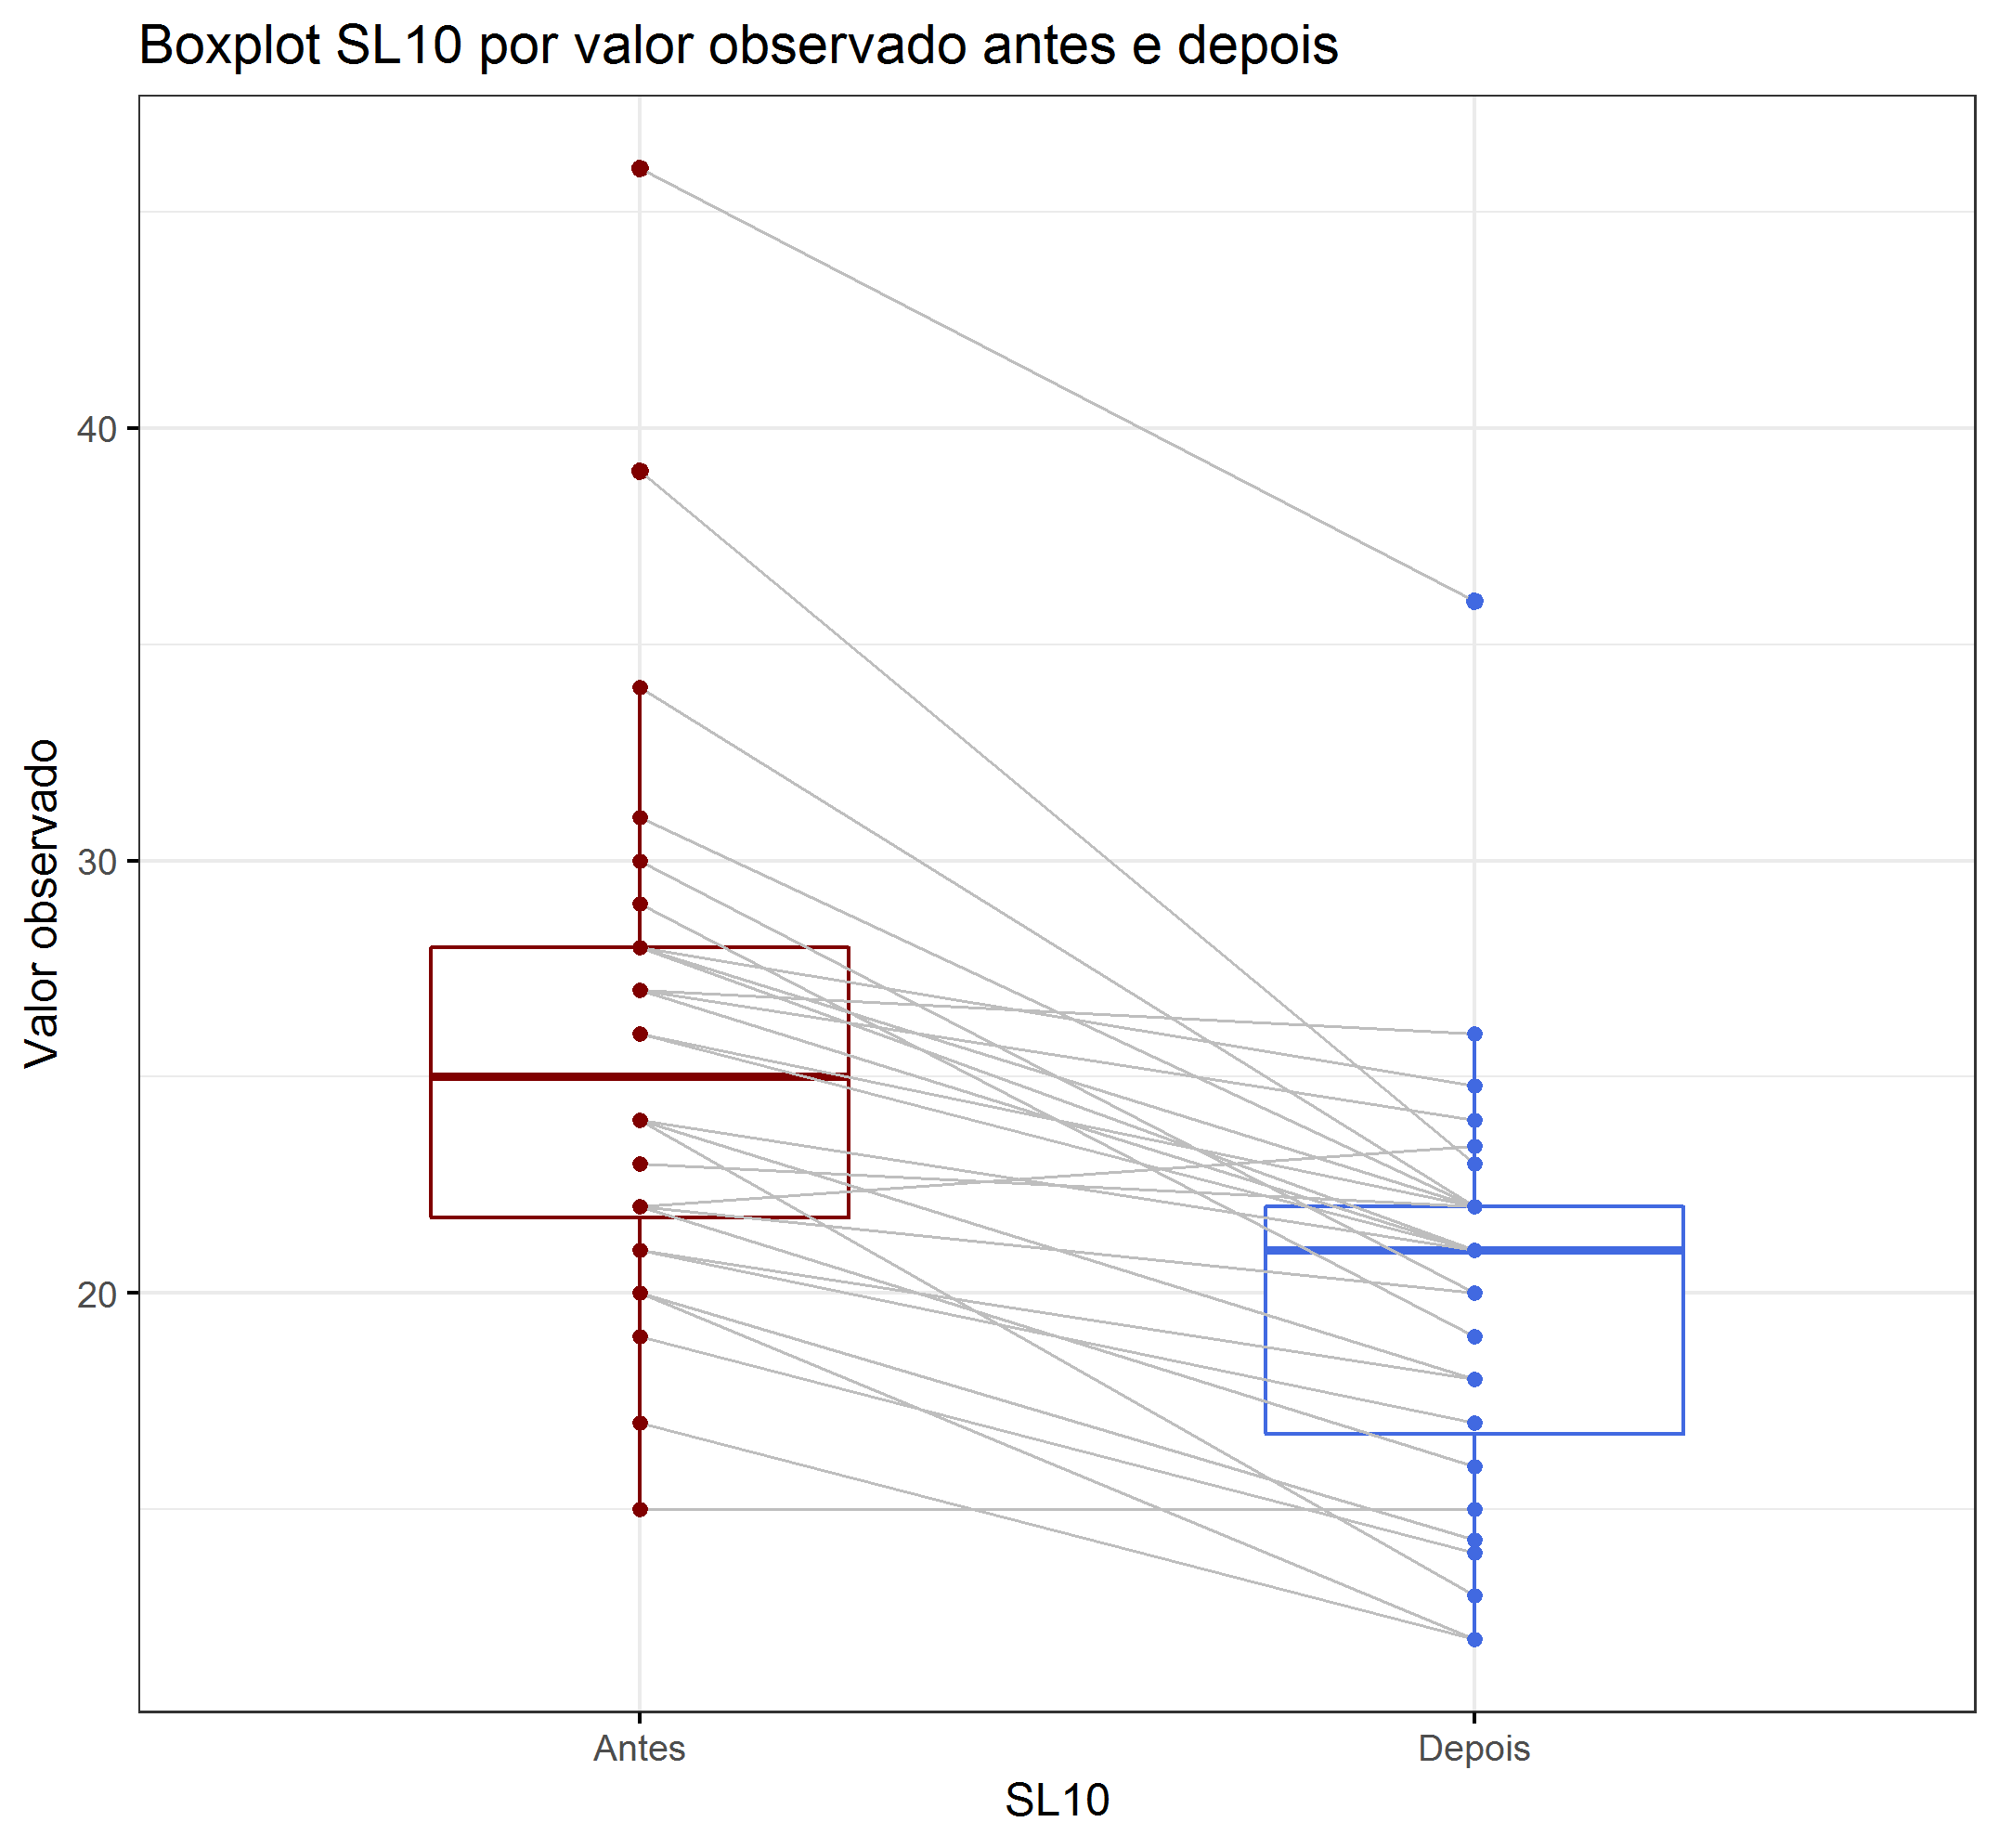 Boxplot SL10 por valor observado antes e depois
Valor observado
40
30
20
Antes
Depois
SL10